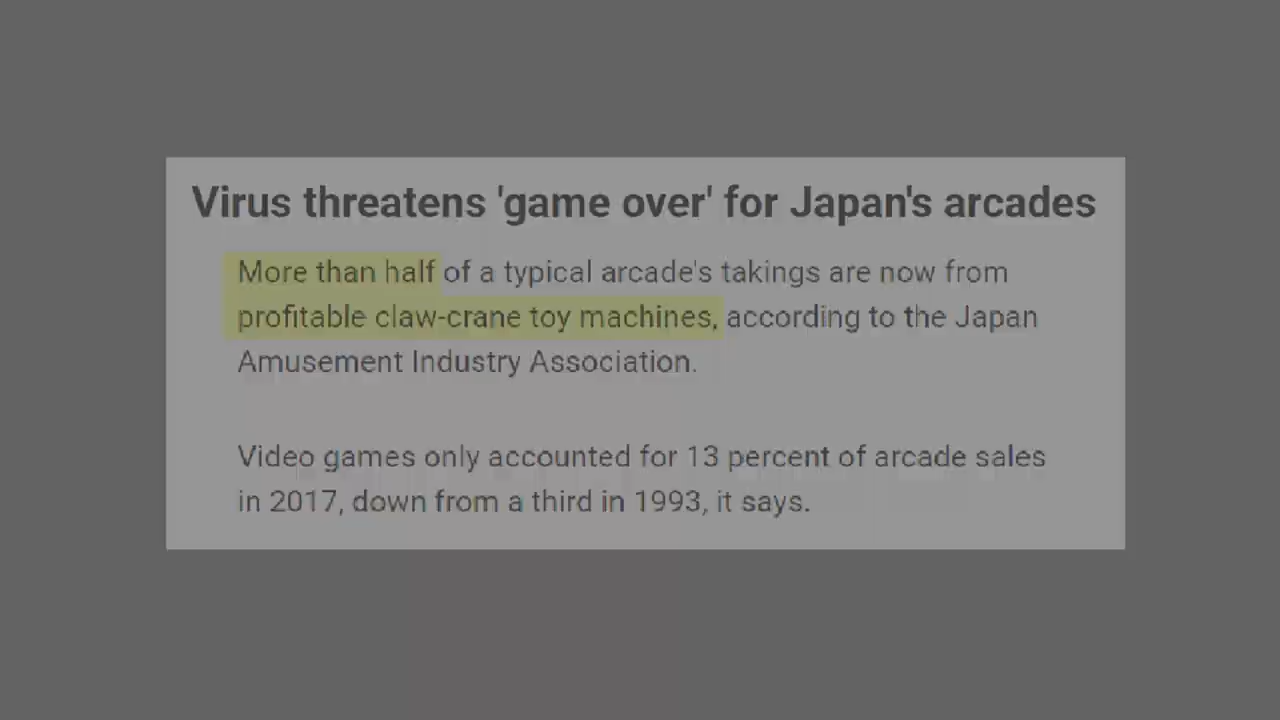 Virus threatens 'game over' for Japan's arcades
More than half of a typical arcade's takings are now from
profitable claw-crane toy machines, according to the Japan
Amusement Industry Association.
Video games only accounted for 13 percent of arcade sales
in 2017, down from a third in 1993, it says.